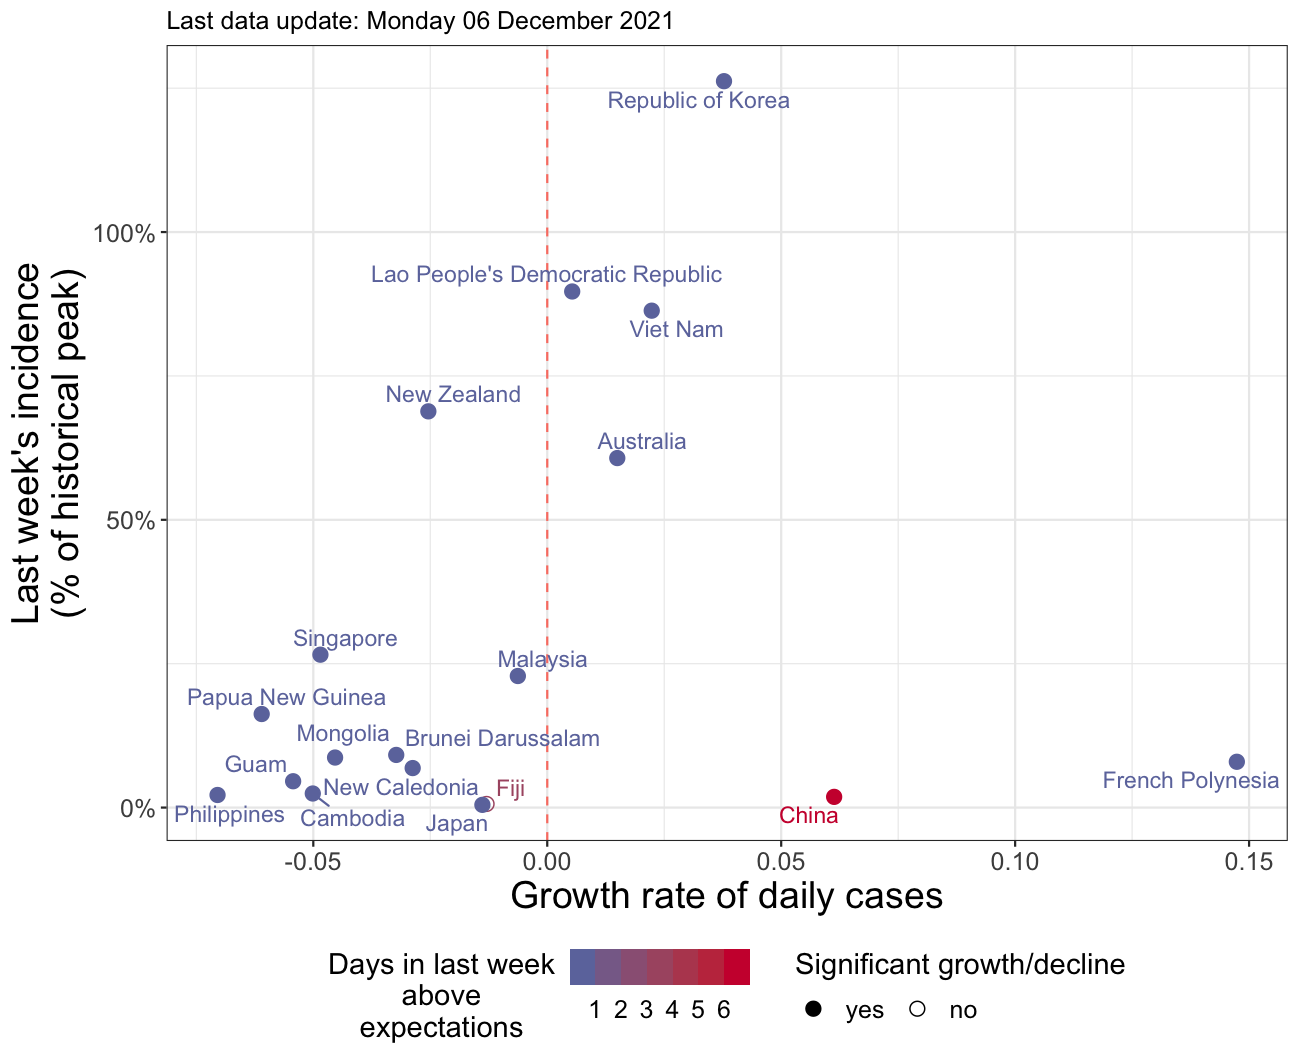 Last data update: Monday 06 December 2021
Republic of Korea
100%
Lao People's Democratic Republic
Viet Nam
New Zealand
Australia
Last week's incidence
(% of historical peak)
50%
Singapore
Malaysia
Papua New Guinea
Mongolia
Brunei Darussalam
Guam
French Polynesia
New Caledonia
Fiji
0%
Philippines
Cambodia
Japan
China
-0.05 0.00 0.05 0.10 0.15
Growth rate of daily cases
Days in last week
above
expectations
1 2 3 4 5 6
Significant growth/decline
yes no